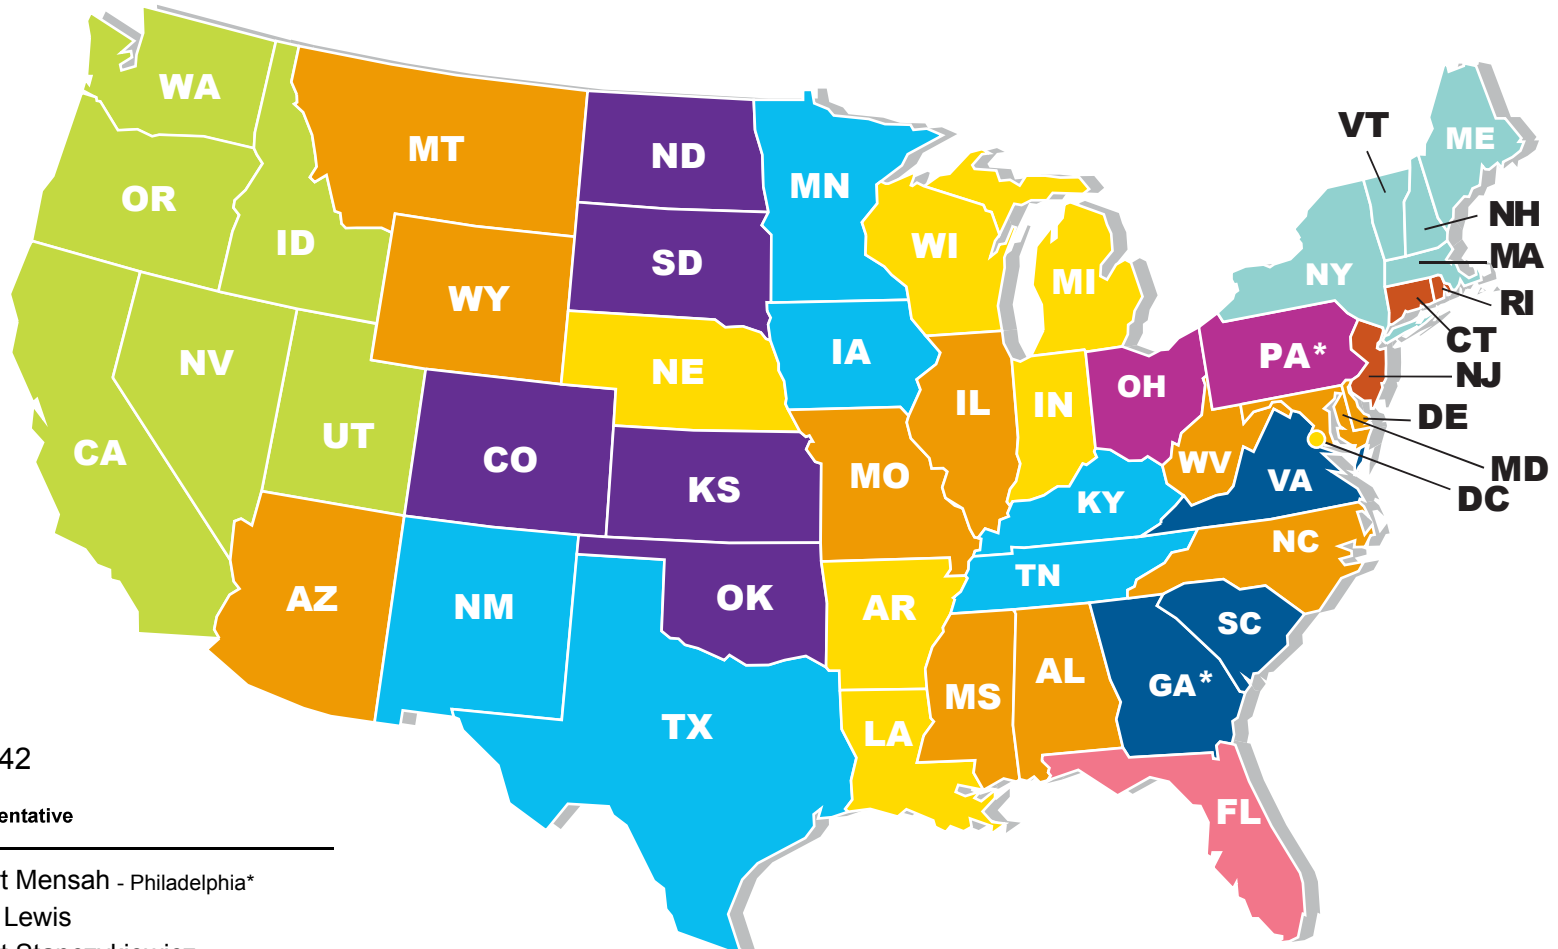 WA
MT
ND
MN
VT
ME
OR
ID
WY
SD
WI
MI
NY
NH
MA
RI
CT
NJ
DE
MD
DC
NV
UT
CA
CO
NE
IA
IL
IN
OH
PA*
KS
MO
KY
WV
VA
AZ
NM
OK
AR
TN
NC
SC
TX
LA
MS
AL
GA*
FL
42
Mensah - Philadelphia*
Lewis